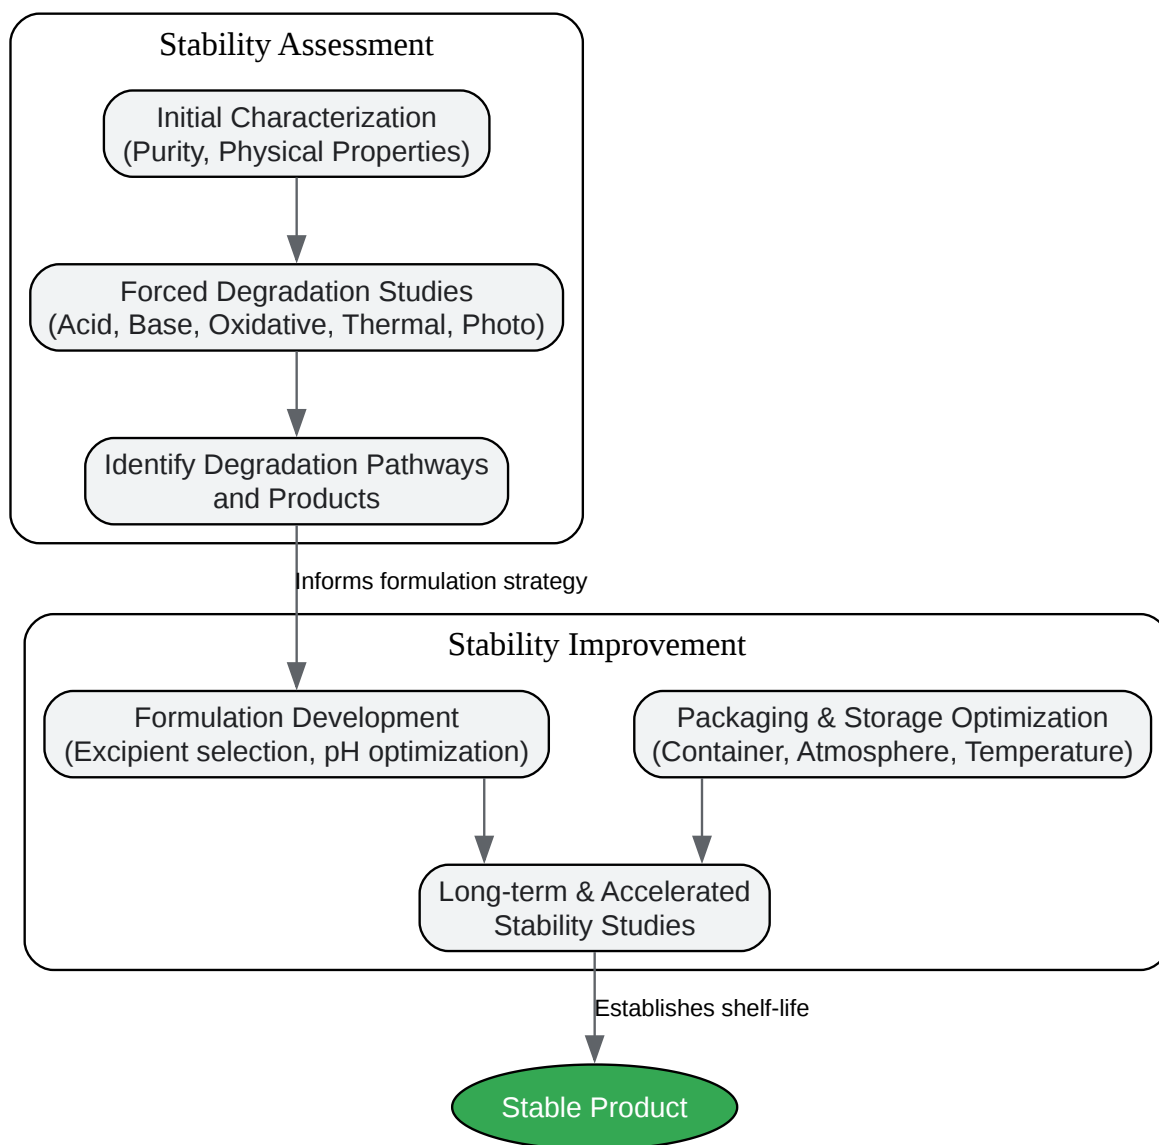 Stability Assessment
Initial Characterization
(Purity, Physical Properties)
Forced Degradation Studies
(Acid, Base, Oxidative, Thermal, Photo)
Identify Degradation Pathways
and Products
Informs formulation strategy
Stability Improvement
Formulation Development
(Excipient selection, pH optimization)
Packaging & Storage Optimization
(Container, Atmosphere, Temperature)
Long-term & Accelerated
Stability Studies
Establishes shelf-life
Stable Product